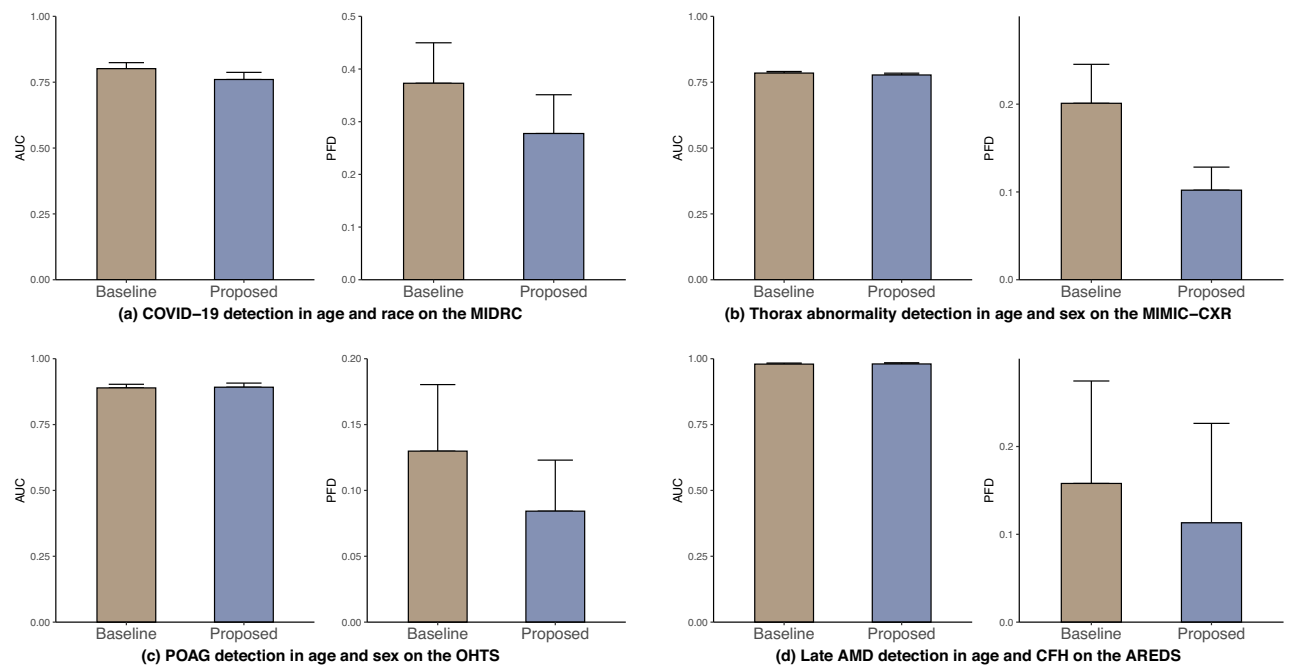 1.00
0.75
0.50
0.25
0.00
AUC
Baseline Proposed
0.5
0.4
0.3
0.2
0.1
0.0
PFD
Baseline Proposed
(a) COVID−19 detection in age and race on the MIDRC
1.00
0.75
0.50
0.25
0.00
AUC
Baseline Proposed
0.2
0.1
0.0
PFD
Baseline Proposed
(b) Thorax abnormality detection in age and sex on the MIMIC−CXR
1.00
0.75
0.50
0.25
0.00
AUC
Baseline Proposed
0.20
0.15
0.10
0.05
0.00
PFD
Baseline Proposed
(c) POAG detection in age and sex on the OHTS
1.00
0.75
0.50
0.25
0.00
AUC
Baseline Proposed
0.2
0.1
0.0
PFD
Baseline Proposed
(d) Late AMD detection in age and CFH on the AREDS